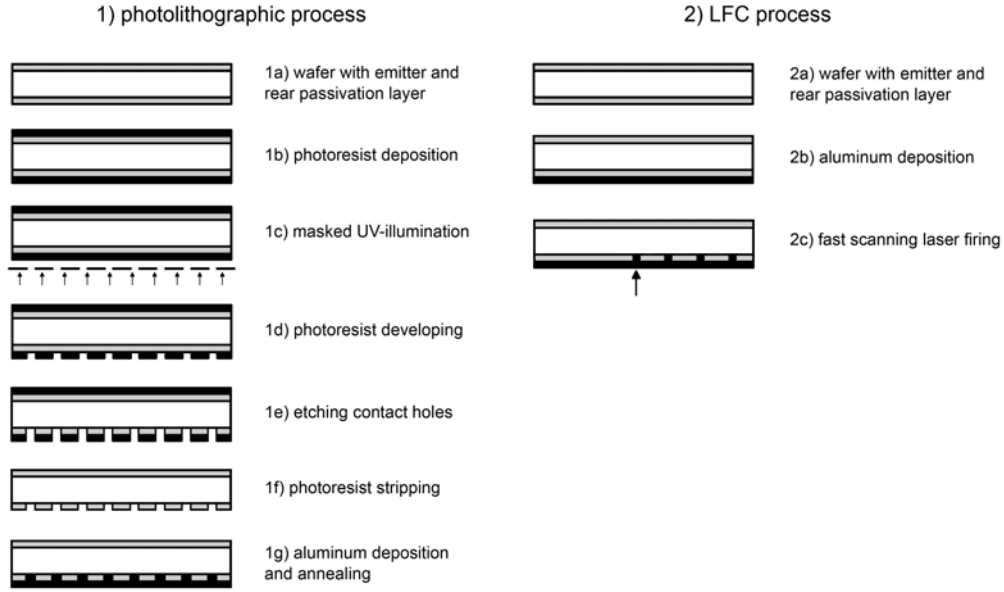 1) photolithographic process
1a) wafer with emitter and
rear passivation layer
1b) photoresist deposition
1c) masked UV-illumination
1d) photoresist developing
1e) etching contact holes
1f) photoresist stripping
1g) aluminum deposition
and annealing
2) LFC process
2a) wafer with emitter and
rear passivation layer
2b) aluminum deposition
2c) fast scanning laser firing